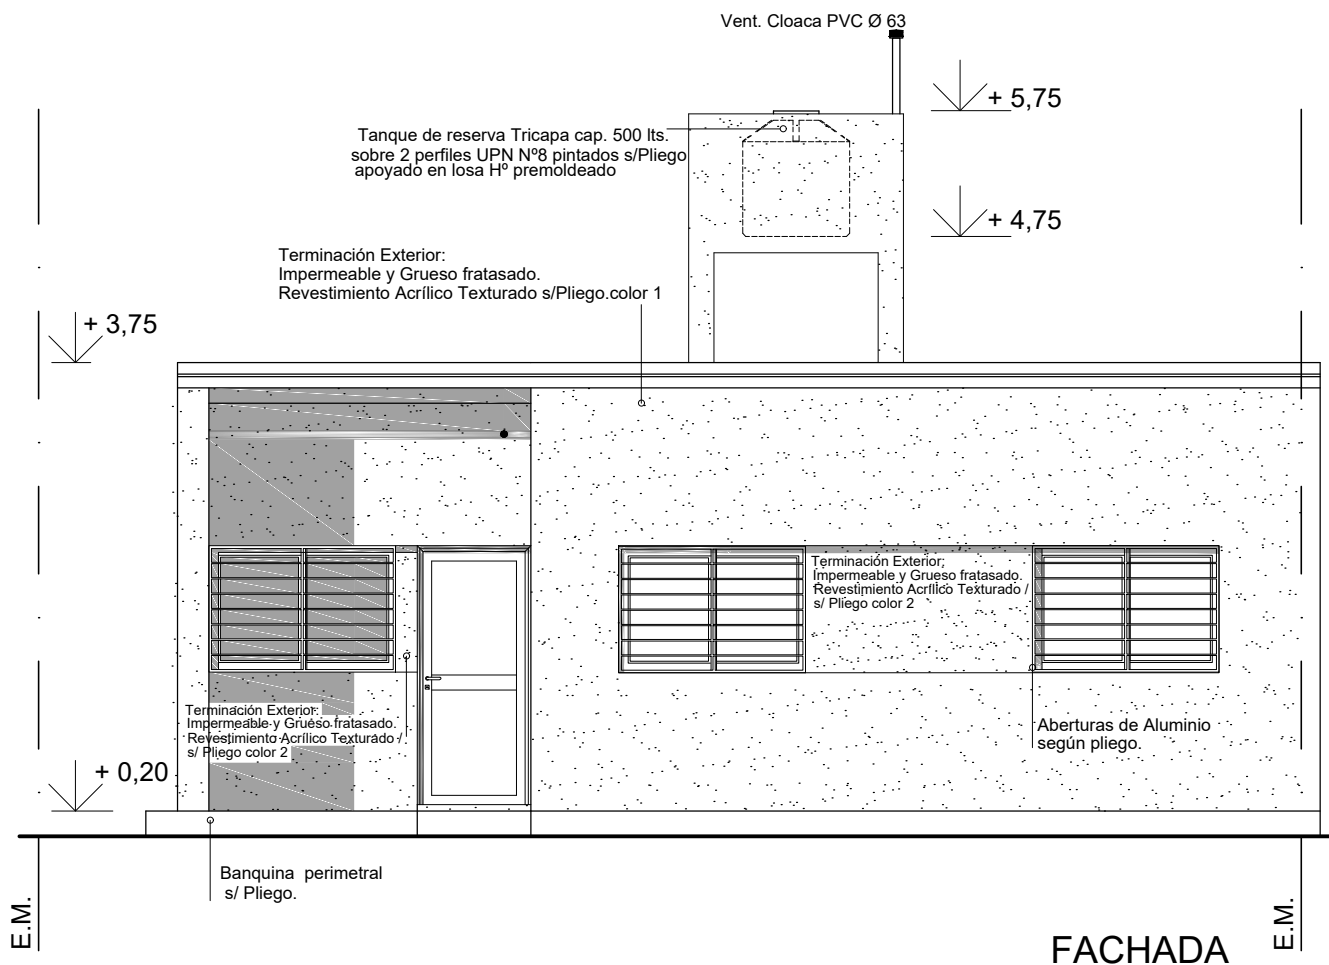 Vent. Cloaca PVC Ø 63
+ 5,75
Tanque de reserva Tricapa cap. 500 lts.
sobre 2 perfiles UPN Nº8 pintados s/Pliego
apoyado en losa Hº premoldeado
+ 4,75
Terminación Exterior:
Impermeable y Grueso fratasado.
Revestimiento Acrílico Texturado s/Pliego.color 1
+ 3,75
Terminación Exterior:
Impermeable y Grueso fratasado.
Revestimiento Acrílico Texturado /
s/ Pliego color 2
Terminación Exterior:
Impermeable y Grueso fratasado.
Revestimiento Acrílico Texturado /
s/ Pliego color 2
Aberturas de Aluminio
según pliego.
+ 0,20
Banquina perimetral
s/ Pliego.
E.M.
E.M.
FACHADA